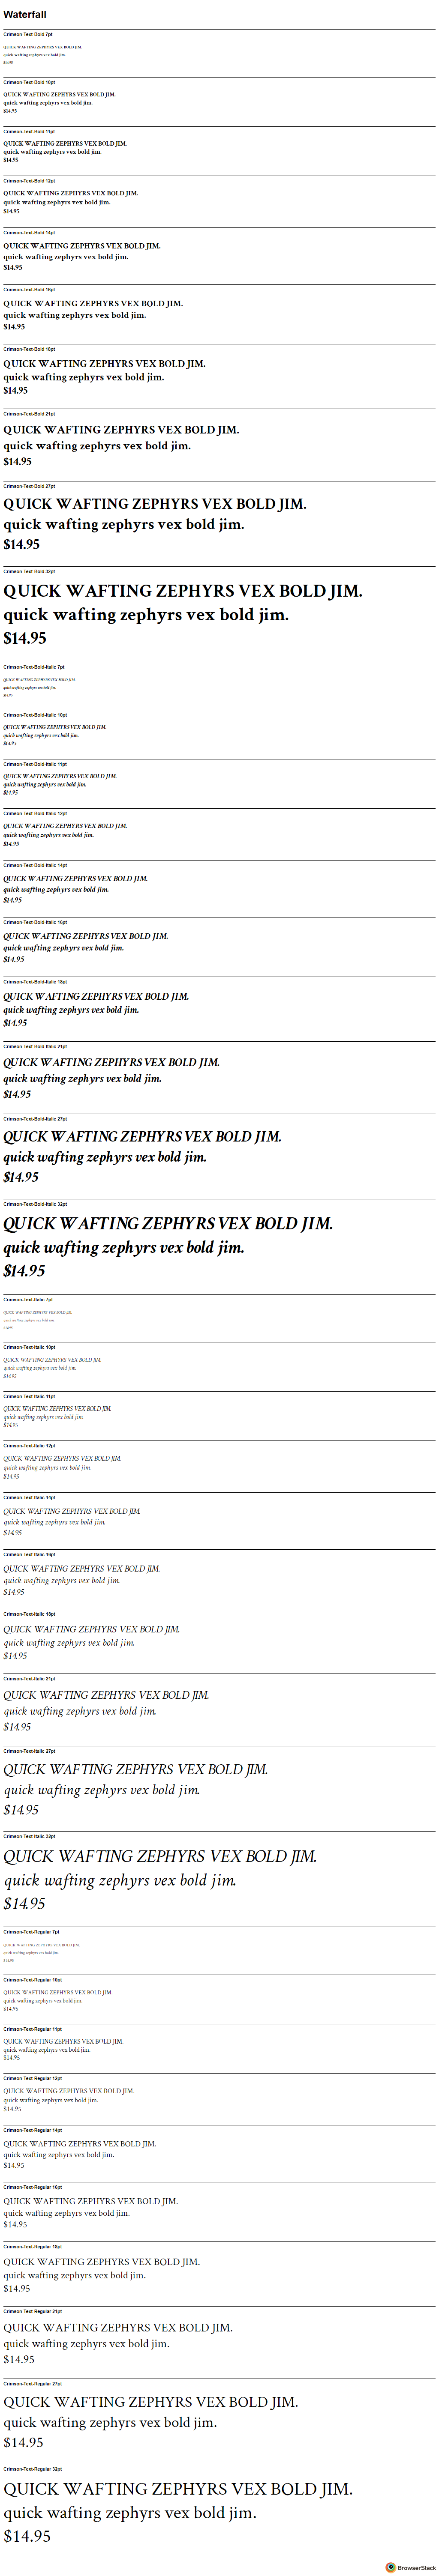 Waterfall
Crimson-Text-Bold 7pt
QUICK WAFTING ZEPHYRS VEX BOLD JIM.
quick wafting zephyrs vex bold jim.
$14.95
Crimson-Text-Bold 10pt
QUICK WAFTING ZEPHYRS VEX BOLD JIM.
quick wafting zephyrs vex bold jim.
$14.95
Crimson-Text-Bold 11pt
QUICK WAFTING ZEPHYRS VEX BOLD JIM.
quick wafting zephyrs vex bold jim.
$14.95
Crimson-Text-Bold 12pt
QUICK WAFTING ZEPHYRS VEX BOLD JIM.
quick wafting zephyrs vex bold jim.
$14.95
Crimson-Text-Bold 14pt
QUICK WAFTING ZEPHYRS VEX BOLD JIM.
quick wafting zephyrs vex bold jim.
$14.95
Crimson-Text-Bold 16pt
QUICK WAFTING ZEPHYRS VEX BOLD JIM.
quick wafting zephyrs vex bold jim.
$14.95
Crimson-Text-Bold 18pt
QUICK WAFTING ZEPHYRS VEX BOLD JIM.
quick wafting zephyrs vex bold jim.
$14.95
Crimson-Text-Bold 21pt
QUICK WAFTING ZEPHYRS VEX BOLD JIM.
quick wafting zephyrs vex bold jim.
$14.95
Crimson-Text-Bold 27pt
QUICK WAFTING ZEPHYRS VEX BOLD JIM.
quick wafting zephyrs vex bold jim.
$14.95
Crimson-Text-Bold 32pt
QUICK WAFTING ZEPHYRS VEX BOLD JIM.
quick wafting zephyrs vex bold jim.
$14.95
Crimson-Text-Bold-Italic 7pt
QUICK WAFTING ZEPHYRS VEX BOLD JIM.
quick wafting zephyrs vex bold jim.
$14.95
Crimson-Text-Bold-Italic 10pt
QUICK WAFTING ZEPHYRS VEX BOLD JIM.
quick wafting zephyrs vex bold jim.
$14.95
Crimson-Text-Bold-Italic 11pt
QUICK WAFTING ZEPHYRS VEX BOLD JIM.
quick wafting zephyrs vex bold jim.
$14.95
Crimson-Text-Bold-Italic 12pt
QUICK WAFTING ZEPHYRS VEX BOLD JIM.
quick wafting zephyrs vex bold jim.
$14.95
Crimson-Text-Bold-Italic 14pt
QUICK WAFTING ZEPHYRS VEX BOLD JIM.
quick wafting zephyrs vex bold jim.
$14.95
Crimson-Text-Bold-Italic 16pt
QUICK WAFTING ZEPHYRS VEX BOLD JIM.
quick wafting zephyrs vex bold jim.
$14.95
Crimson-Text-Bold-Italic 18pt
QUICK WAFTING ZEPHYRS VEX BOLD JIM.
quick wafting zephyrs vex bold jim.
$14.95
Crimson-Text-Bold-Italic 21pt
QUICK WAFTING ZEPHYRS VEX BOLD JIM.
quick wafting zephyrs vex bold jim.
$14.95
Crimson-Text-Bold-Italic 27pt
QUICK WAFTING ZEPHYRS VEX BOLD JIM.
quick wafting zephyrs vex bold jim.
$14.95
Crimson-Text-Bold-Italic 32pt
QUICK WAFTING ZEPHYRS VEX BOLD JIM.
quick wafting zephyrs vex bold jim.
$14.95
Crimson-Text-Italic 7pt
QUICK WAFTING ZEPHYRS VEX BOLD JIM.
quick wafting zephyrs vex bold jim.
$14.95
Crimson-Text-Italic 10pt
QUICK WAFTING ZEPHYRS VEX BOLD JIM.
quick wafting zephyrs vex bold jim.
$14.95
Crimson-Text-Italic 11pt
QUICK WAFTING ZEPHYRS VEX BOLD JIM.
quick wafting zephyrs vex bold jim.
$14.95
Crimson-Text-Italic 12pt
QUICK WAFTING ZEPHYRS VEX BOLD JIM.
quick wafting zephyrs vex bold jim.
$14.95
Crimson-Text-Italic 14pt
QUICK WAFTING ZEPHYRS VEX BOLD JIM.
quick wafting zephyrs vex bold jim.
$14.95
Crimson-Text-Italic 16pt
QUICK WAFTING ZEPHYRS VEX BOLD JIM.
quick wafting zephyrs vex bold jim.
$14.95
Crimson-Text-Italic 18pt
QUICK WAFTING ZEPHYRS VEX BOLD JIM.
quick wafting zephyrs vex bold jim.
$14.95
Crimson-Text-Italic 21pt
QUICK WAFTING ZEPHYRS VEX BOLD JIM.
quick wafting zephyrs vex bold jim.
$14.95
Crimson-Text-Italic 27pt
QUICK WAFTING ZEPHYRS VEX BOLD JIM.
quick wafting zephyrs vex bold jim.
$14.95
Crimson-Text-Italic 32pt
QUICK WAFTING ZEPHYRS VEX BOLD JIM.
quick wafting zephyrs vex bold jim.
$14.95
Crimson-Text-Regular 7pt
QUICK WAFTING ZEPHYRS VEX BOLD JIM.
quick wafting zephyrs vex bold jim.
$14.95
Crimson-Text-Regular 10pt
QUICK WAFTING ZEPHYRS VEX BOLD JIM.
quick wafting zephyrs vex bold jim.
$14.95
Crimson-Text-Regular 11pt
QUICK WAFTING ZEPHYRS VEX BOLD JIM.
quick wafting zephyrs vex bold jim.
$14.95
Crimson-Text-Regular 12pt
QUICK WAFTING ZEPHYRS VEX BOLD JIM.
quick wafting zephyrs vex bold jim.
$14.95
Crimson-Text-Regular 14pt
QUICK WAFTING ZEPHYRS VEX BOLD JIM.
quick wafting zephyrs vex bold jim.
$14.95
Crimson-Text-Regular 16pt
QUICK WAFTING ZEPHYRS VEX BOLD JIM.
quick wafting zephyrs vex bold jim.
$14.95
Crimson-Text-Regular 18pt
QUICK WAFTING ZEPHYRS VEX BOLD JIM.
quick wafting zephyrs vex bold jim.
$14.95
Crimson-Text-Regular 21pt
QUICK WAFTING ZEPHYRS VEX BOLD JIM.
quick wafting zephyrs vex bold jim.
$14.95
Crimson-Text-Regular 27pt
QUICK WAFTING ZEPHYRS VEX BOLD JIM.
quick wafting zephyrs vex bold jim.
$14.95
Crimson-Text-Regular 32pt
QUICK WAFTING ZEPHYRS VEX BOLD JIM.
quick wafting zephyrs vex bold jim.
$14.95
BrowserStack